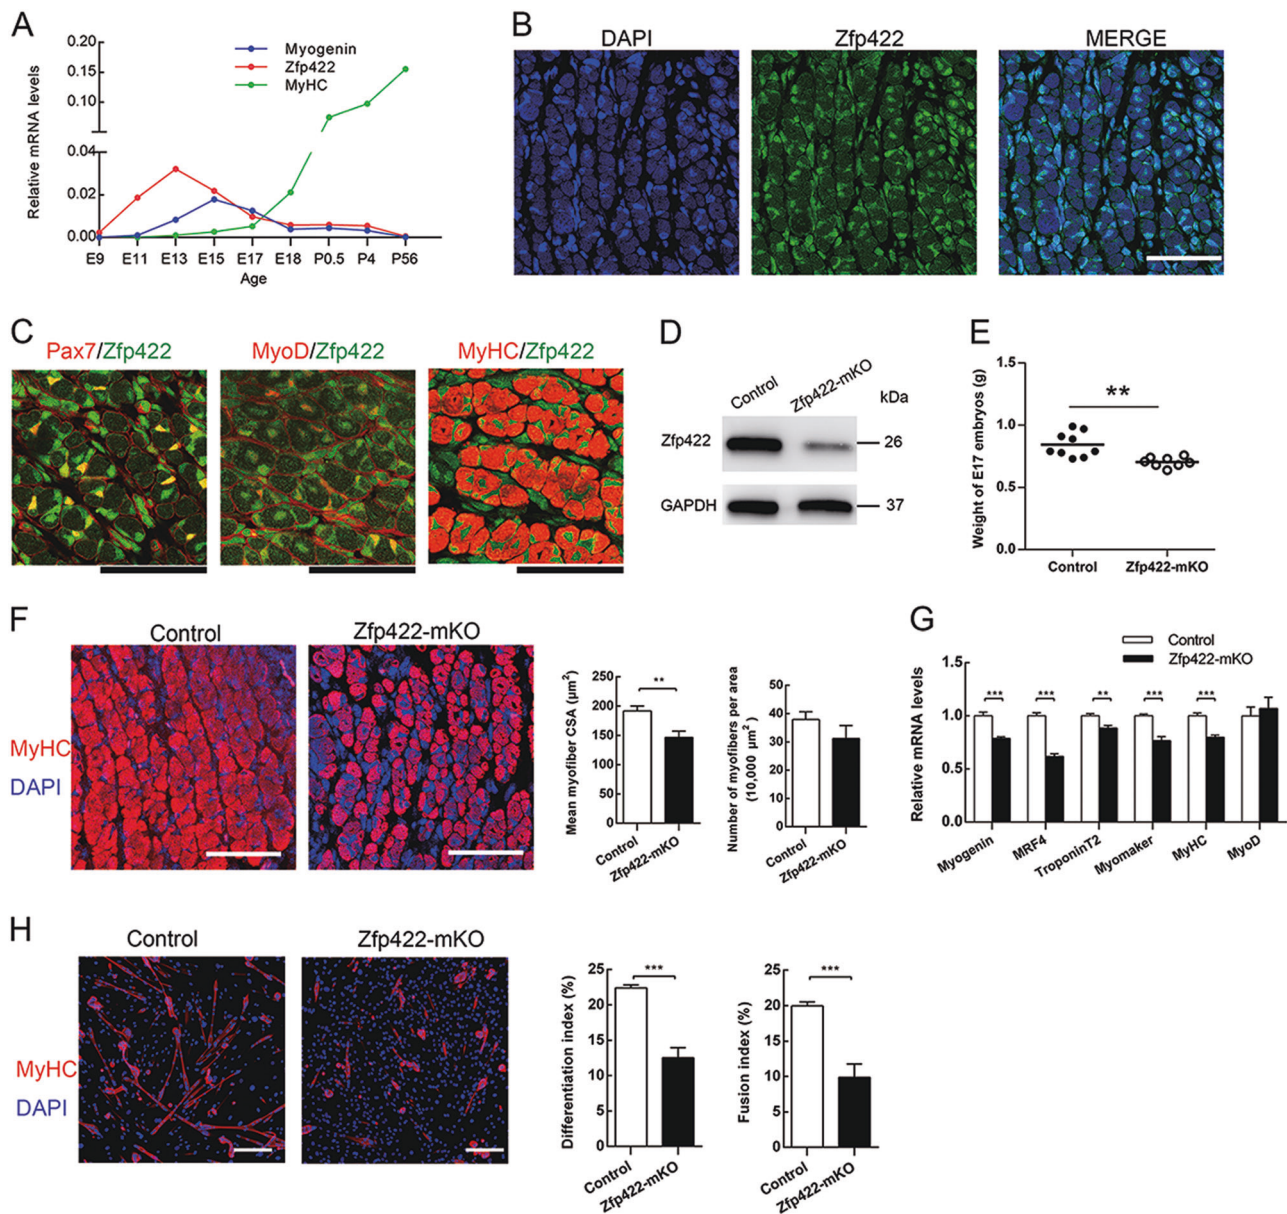 A
Relative mRNA levels
0.20
0.15
0.10
0.04
0.02
0.00
Myogenin
Zfp422
MyHC
E9 E11 E13 E15 E17 E18 P0.5 P4 P56
Age
B
DAPI Zfp422 MERGE
C
Pax7/Zfp422 MyoD/Zfp422 MyHC/Zfp422
D
Control Zfp422-mKO kDa
Zfp422 26
GAPDH 37
E
Weight of E17 embryos (g)
1.5
1.0
0.5
0.0
**
Control Zfp422-mKO
F
Control Zfp422-mKO
MyHC
DAPI
Mean myofiber CSA (µm²)
250
200
150
100
50
0
**
Control
Zfp422-mKO
Number of myofibers per area
(10,000 µm²)
50
40
30
20
10
0
Control
Zfp422-mKO
G
Control
Zfp422-mKO
Relative mRNA levels
1.5
1.0
0.5
0.0
*** *** ** *** ***
Myogenin MRF4 TroponinT2 Myomaker MyHC MyoD
H
Control Zfp422-mKO
MyHC
DAPI
Differentiation index (%)
25
20
15
10
5
0
***
Control
Zfp422-mKO
Fusion index (%)
25
20
15
10
5
0
***
Control
Zfp422-mKO